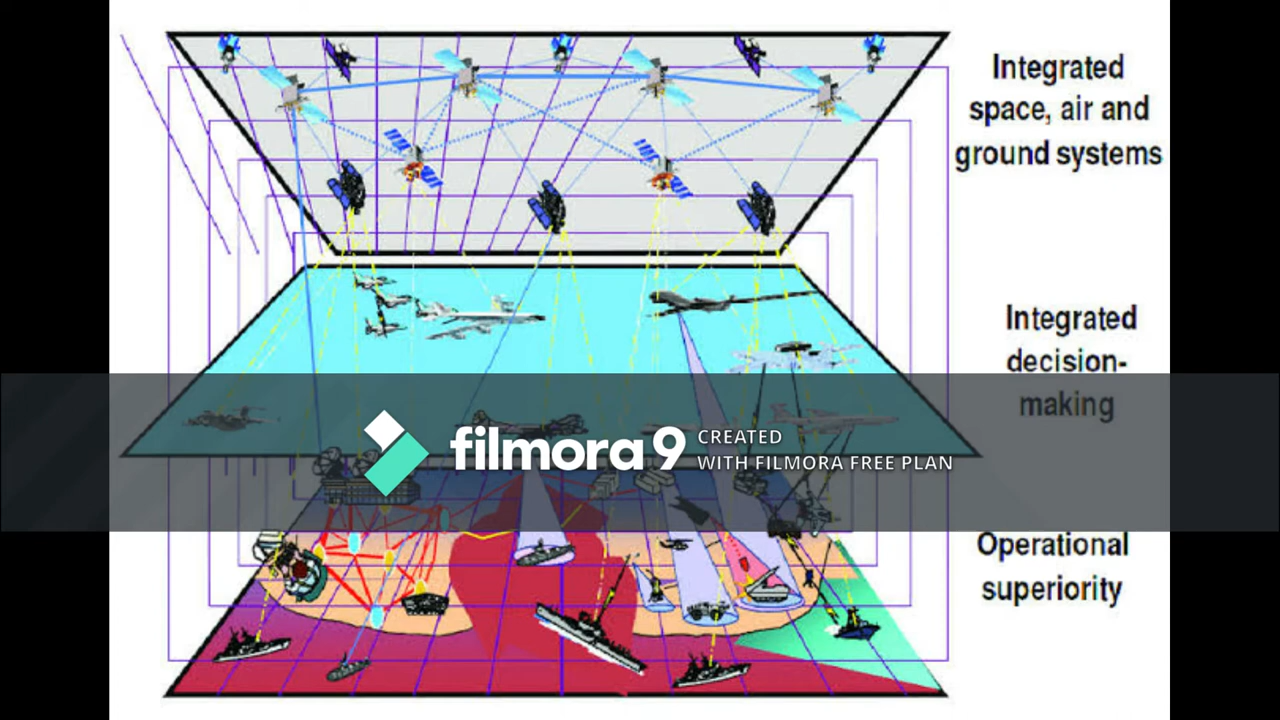 Integrated
space, air and
ground systems
Integrated
decision-
making
filmora9
CREATED
WITH FILMORA FREE PLAN
Operational
superiority